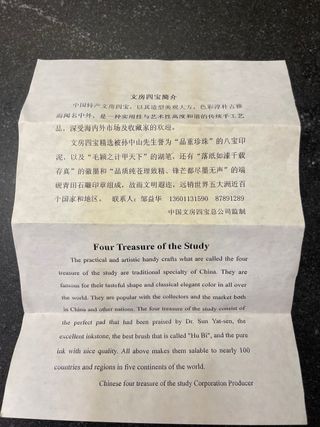 文房四宝简介
中国特产文房四宝，以其造型美观大方，色彩淳朴古雅
而闻名中外，是一种实用性与艺术性高度和谐的传统手工艺
品，深受海内外市场及收藏家的欢迎。
文房四宝精选被孙中山先生誉为“品重珍珠”的八宝印
泥，以及“毛颖之计甲天下”的湖笔，还有“落纸如漆千载
存真”的徽墨和“品质纯苍理致精、锋芒都尽墨无声”的端
砚青田石雕印章组成，故而文明遐迩，远销世界五大洲近百
个国家和地区。 联系人：邹益华 13601131590 87891289
中国文房四宝总公司监制
Four Treasure of the Study
The practical and artistic handy crafts what are called the four
treasure of the study are traditional specialty of China. They are
famous for their tasteful shape and classical elegant color in all over
the world. They are popular with the collectors and the market both
in China and other nations. The four treasure of the study consist of
the perfect pad that had been praised by Dr. Sun Yat-sen, the
excellent inkstone, the best brush that is called "Hu Bi", and the pure
ink with nice quality. All above makes them salable to nearly 100
countries and regions in five continents of the world.
Chinese four treasure of the study Corporation Producer